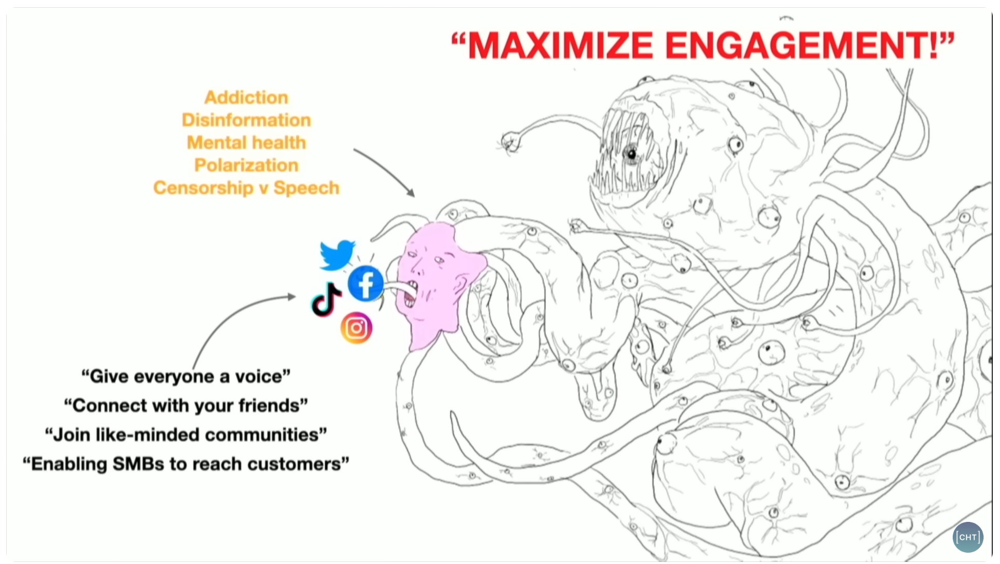 “MAXIMIZE ENGAGEMENT!”
Addiction
Disinformation
Mental health
Polarization
Censorship v Speech
“Give everyone a voice”
“Connect with your friends”
“Join like-minded communities”
“Enabling SMBs to reach customers”
[CHT]